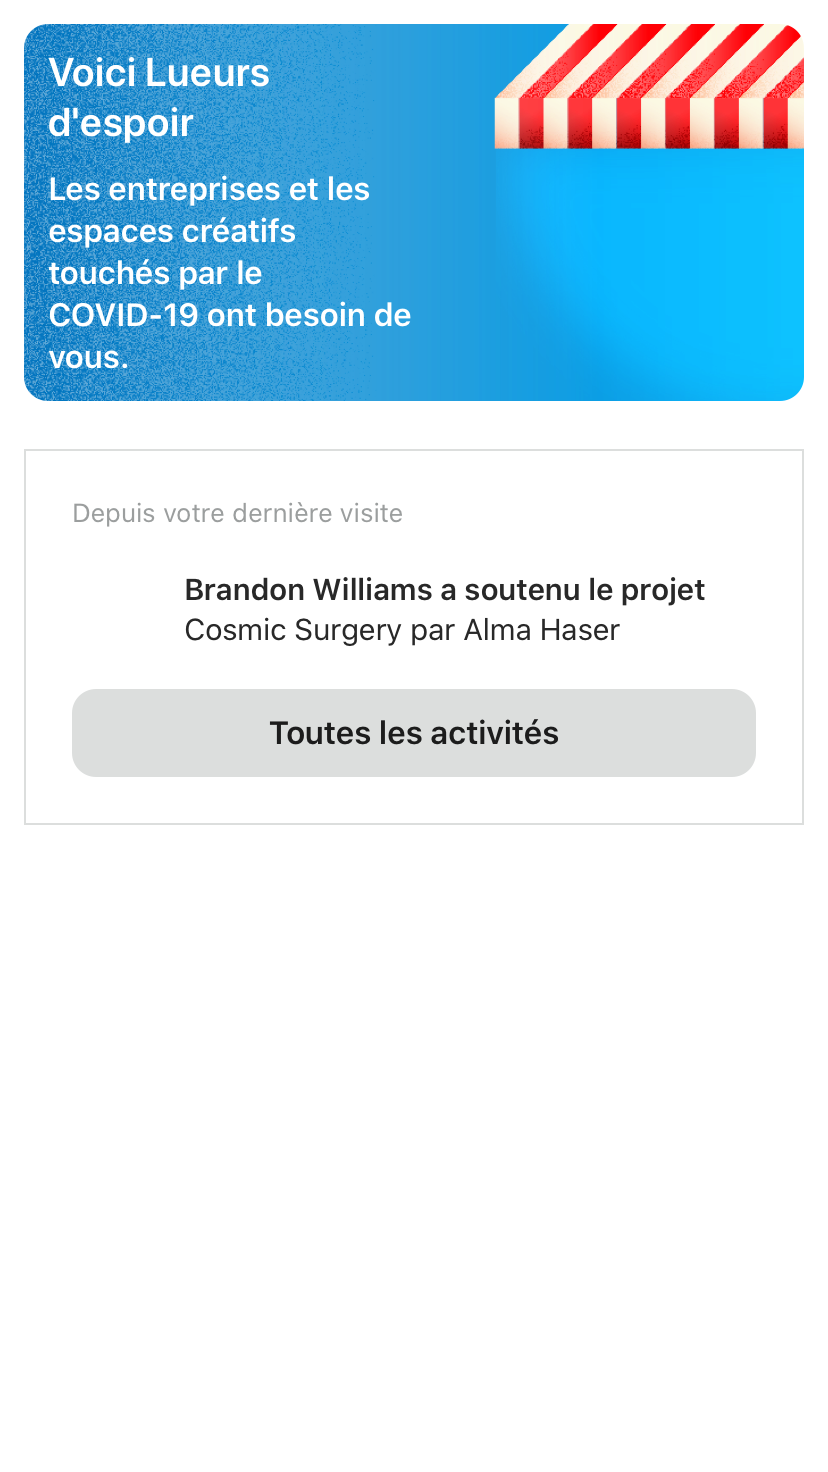 Voici Lueurs
d'espoir
Les entreprises et les
espaces créatifs
touchés par le
COVID-19 ont besoin de
vous.
Depuis votre dernière visite
Brandon Williams a soutenu le projet
Cosmic Surgery par Alma Haser
Toutes les activités